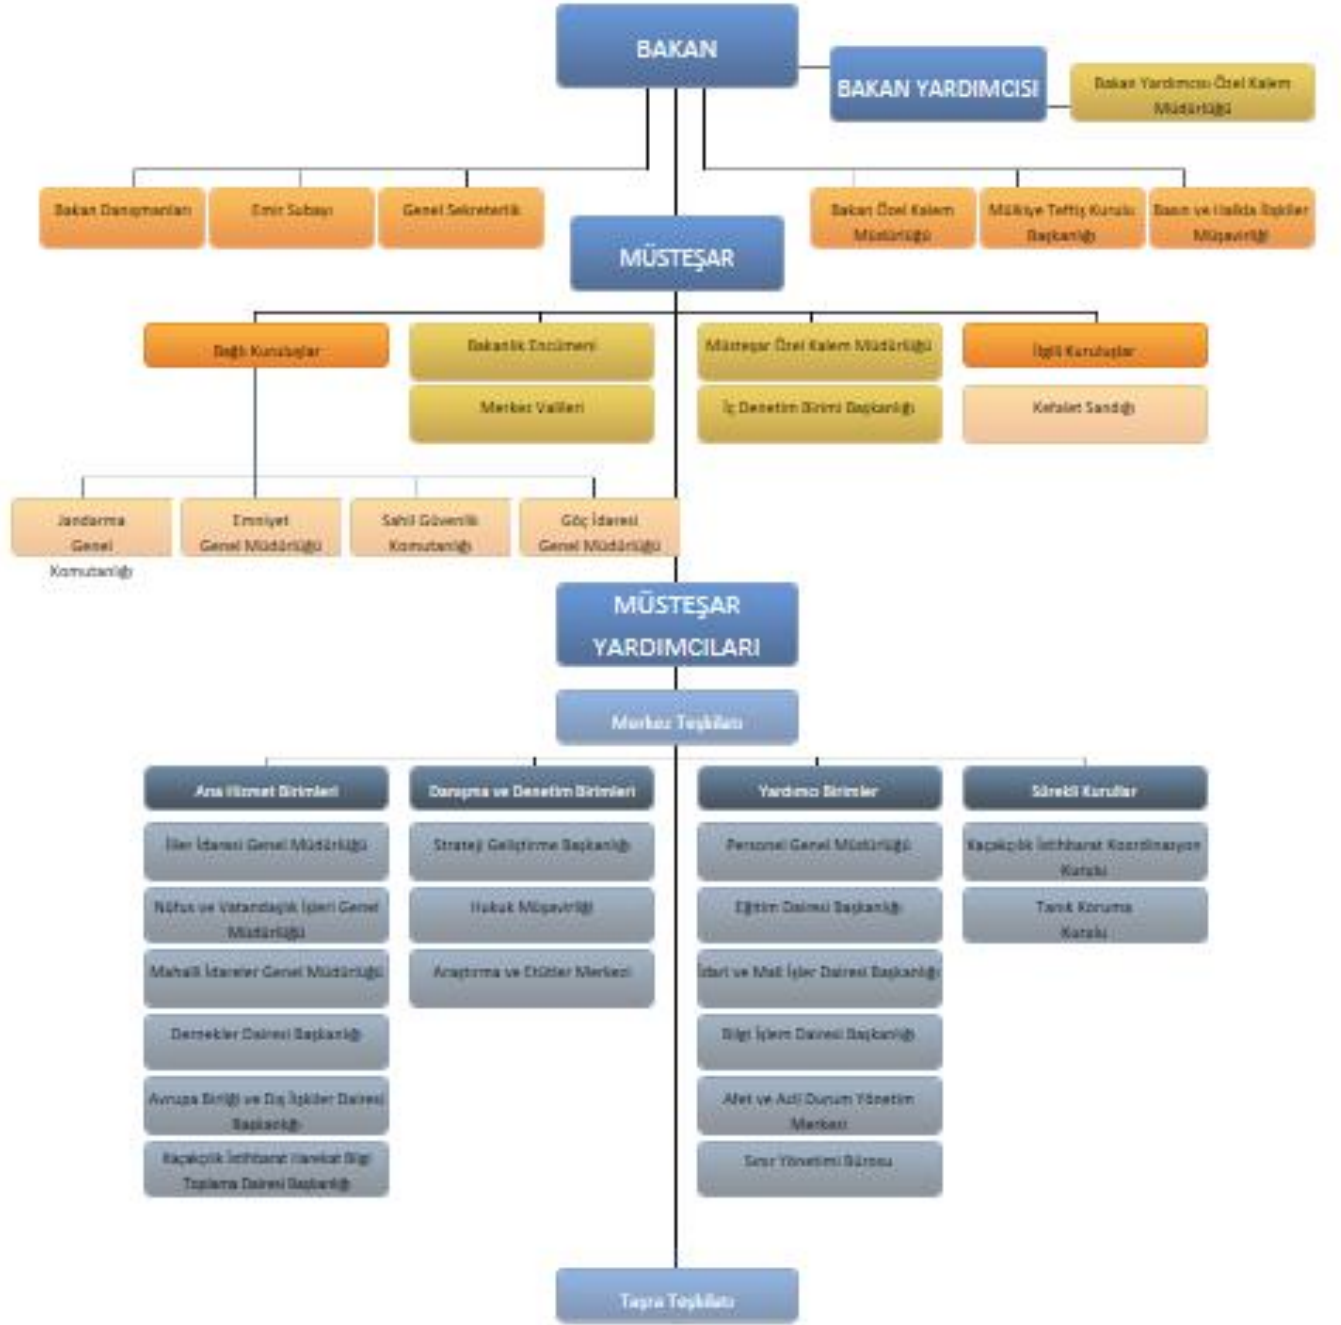 BAKAN
BAKAN YARDIMCISI
Bakan Yardımcısı Özel Kalem
Müdürlüğü
Bakan Danışmanları
Emir Subayı
Genel Sekreterlik
Bakan Özel Kalem
Müdürlüğü
Mülkiye Teftiş Kurulu
Başkanlığı
Basın ve Halkla İlişkiler
Müşavirliği
MÜSTEŞAR
Bağlı Kuruluşlar
Bakanlık Encümeni
Müsteşar Özel Kalem Müdürlüğü
İlgili Kuruluşlar
Merkez Valileri
İç Denetim Birimi Başkanlığı
Kefalet Sandığı
Jandarma
Genel
Komutanlığı
Emniyet
Genel Müdürlüğü
Sahil Güvenlik
Komutanlığı
Göç İdaresi
Genel Müdürlüğü
MÜSTEŞAR
YARDIMCILARI
Merkez Teşkilatı
Ana Hizmet Birimleri
İller İdaresi Genel Müdürlüğü
Nüfus ve Vatandaşlık İşleri Genel
Müdürlüğü
Mahalli İdareler Genel Müdürlüğü
Dernekler Dairesi Başkanlığı
Avrupa Birliği ve Dış İlişkiler Dairesi
Başkanlığı
Kaçakçılık İstihbarat Harekat Bilgi
Toplama Dairesi Başkanlığı
Danışma ve Denetim Birimleri
Strateji Geliştirme Başkanlığı
Hukuk Müşavirliği
Araştırma ve Etütler Merkezi
Yardımcı Birimler
Personel Genel Müdürlüğü
Eğitim Dairesi Başkanlığı
İdari ve Mali İşler Dairesi Başkanlığı
Bilgi İşlem Dairesi Başkanlığı
Afet ve Acil Durum Yönetim
Merkezi
Sınır Yönetimi Bürosu
Sürekli Kurullar
Kaçakçılık İstihbarat Koordinasyon
Kurulu
Tanık Koruma
Kurulu
Taşra Teşkilatı